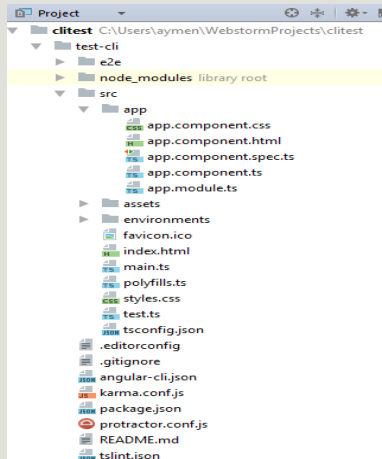 Project
clitest C:\Users\aymen\WebstormProjects\clitest
test-cli
e2e
node_modules library root
src
app
app.component.css
app.component.html
app.component.spec.ts
app.component.ts
app.module.ts
assets
environments
favicon.ico
index.html
main.ts
polyfills.ts
styles.css
test.ts
tsconfig.json
.editorconfig
.gitignore
angular-cli.json
karma.conf.js
package.json
protractor.conf.js
README.md
tslint.json